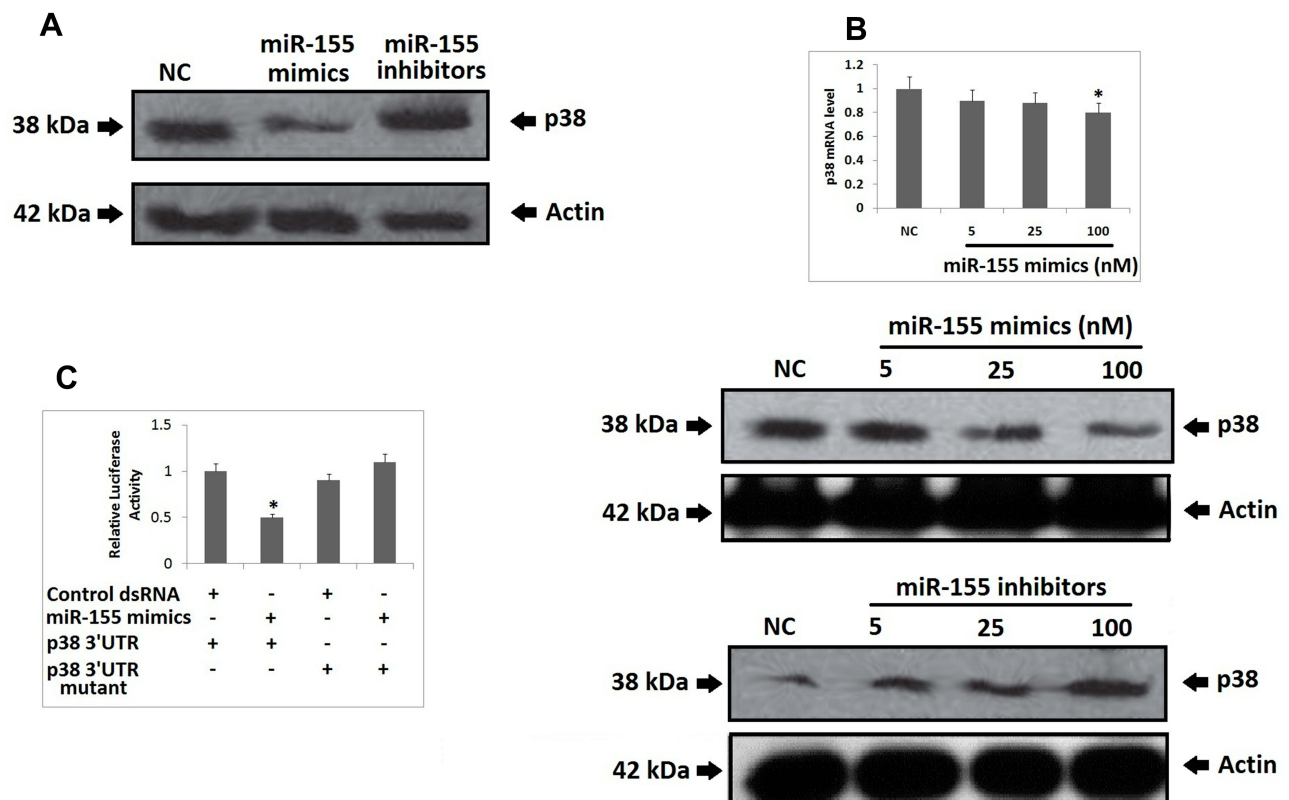 A
NC
miR-155 mimics
miR-155 inhibitors
38 kDa
p38
42 kDa
Actin
B
p38 mRNA level
1.2
1
0.8
0.6
0.4
0.2
0
*
NC 5 25 100
miR-155 mimics (nM)
miR-155 mimics (nM)
NC 5 25 100
38 kDa
p38
42 kDa
Actin
miR-155 inhibitors
NC 5 25 100
38 kDa
p38
42 kDa
Actin
C
Relative Luciferase
Activity
1.5
1
0.5
0
*
Control dsRNA + - + -
miR-155 mimics - + - +
p38 3'UTR + + - -
p38 3'UTR - - + +
mutant